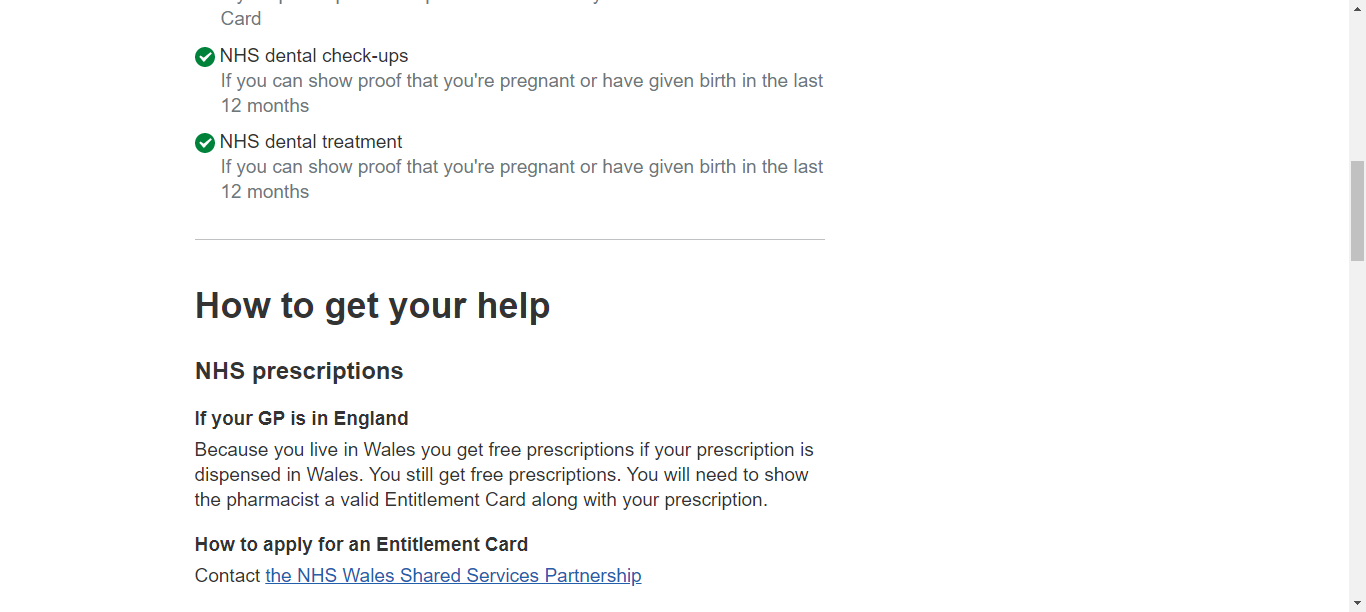 Card
NHS dental check-ups
If you can show proof that you're pregnant or have given birth in the last
12 months
NHS dental treatment
If you can show proof that you're pregnant or have given birth in the last
12 months
How to get your help
NHS prescriptions
If your GP is in England
Because you live in Wales you get free prescriptions if your prescription is
dispensed in Wales. You still get free prescriptions. You will need to show
the pharmacist a valid Entitlement Card along with your prescription.
How to apply for an Entitlement Card
Contact the NHS Wales Shared Services Partnership